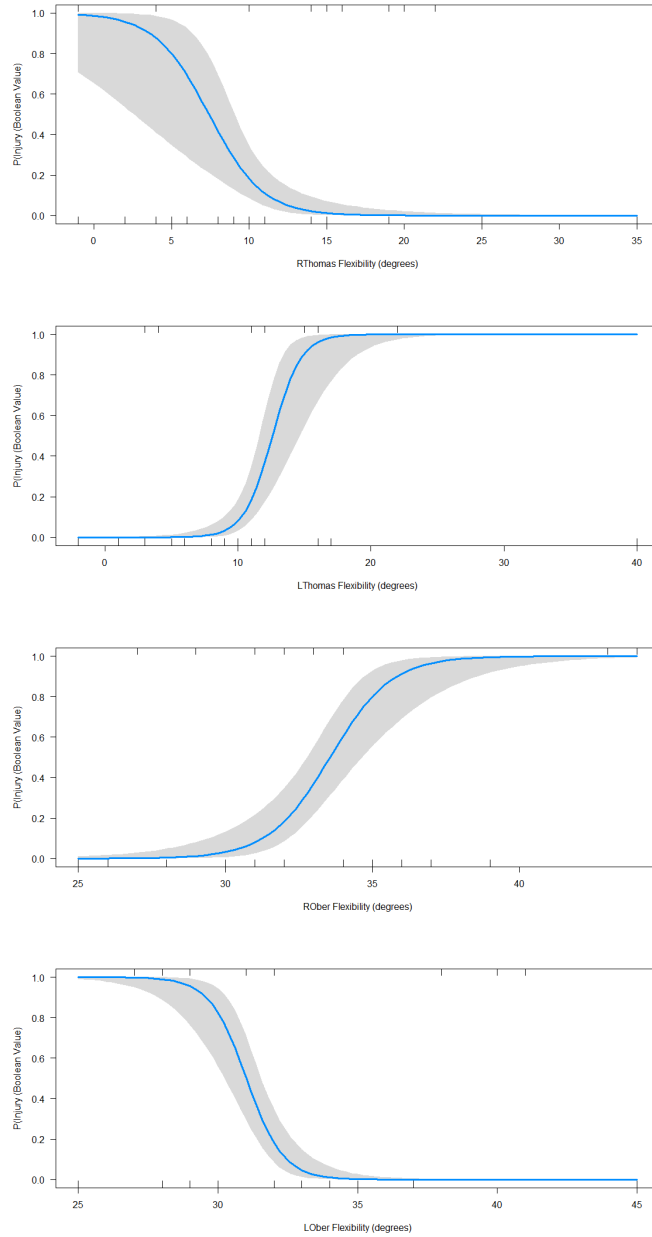 P(Injury (Boolean Value)
1.0
0.8
0.6
0.4
0.2
0.0
0 5 10 15 20 25 30 35
RThomas Flexibility (degrees)
P(Injury (Boolean Value)
1.0
0.8
0.6
0.4
0.2
0.0
0 10 20 30 40
LThomas Flexibility (degrees)
P(Injury (Boolean Value)
1.0
0.8
0.6
0.4
0.2
0.0
25 30 35 40
ROber Flexibility (degrees)
P(Injury (Boolean Value)
1.0
0.8
0.6
0.4
0.2
0.0
25 30 35 40 45
LOber Flexibility (degrees)